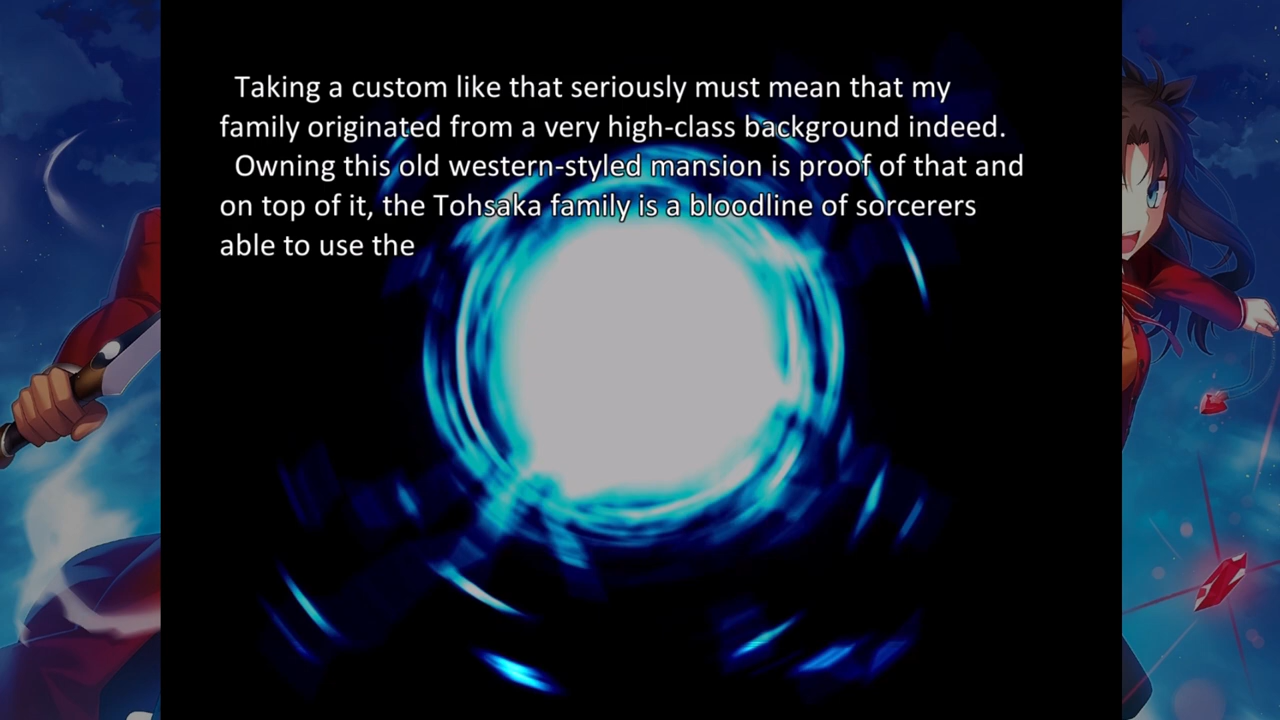 Taking a custom like that seriously must mean that my
family originated from a very high-class background indeed.
Owning this old western-styled mansion is proof of that and
on top of it, the Tohsaka family is a bloodline of sorcerers
able to use the